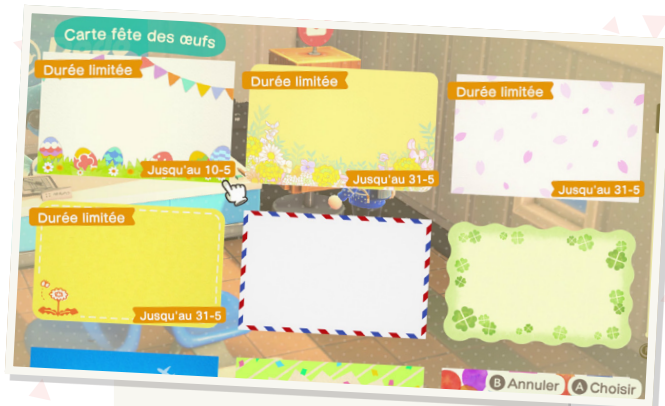 Carte fête des œufs
Durée limitée
Jusqu'au 10-5
Durée limitée
Jusqu'au 31-5
Durée limitée
Jusqu'au 31-5
Durée limitée
Jusqu'au 31-5
B Annuler A Choisir